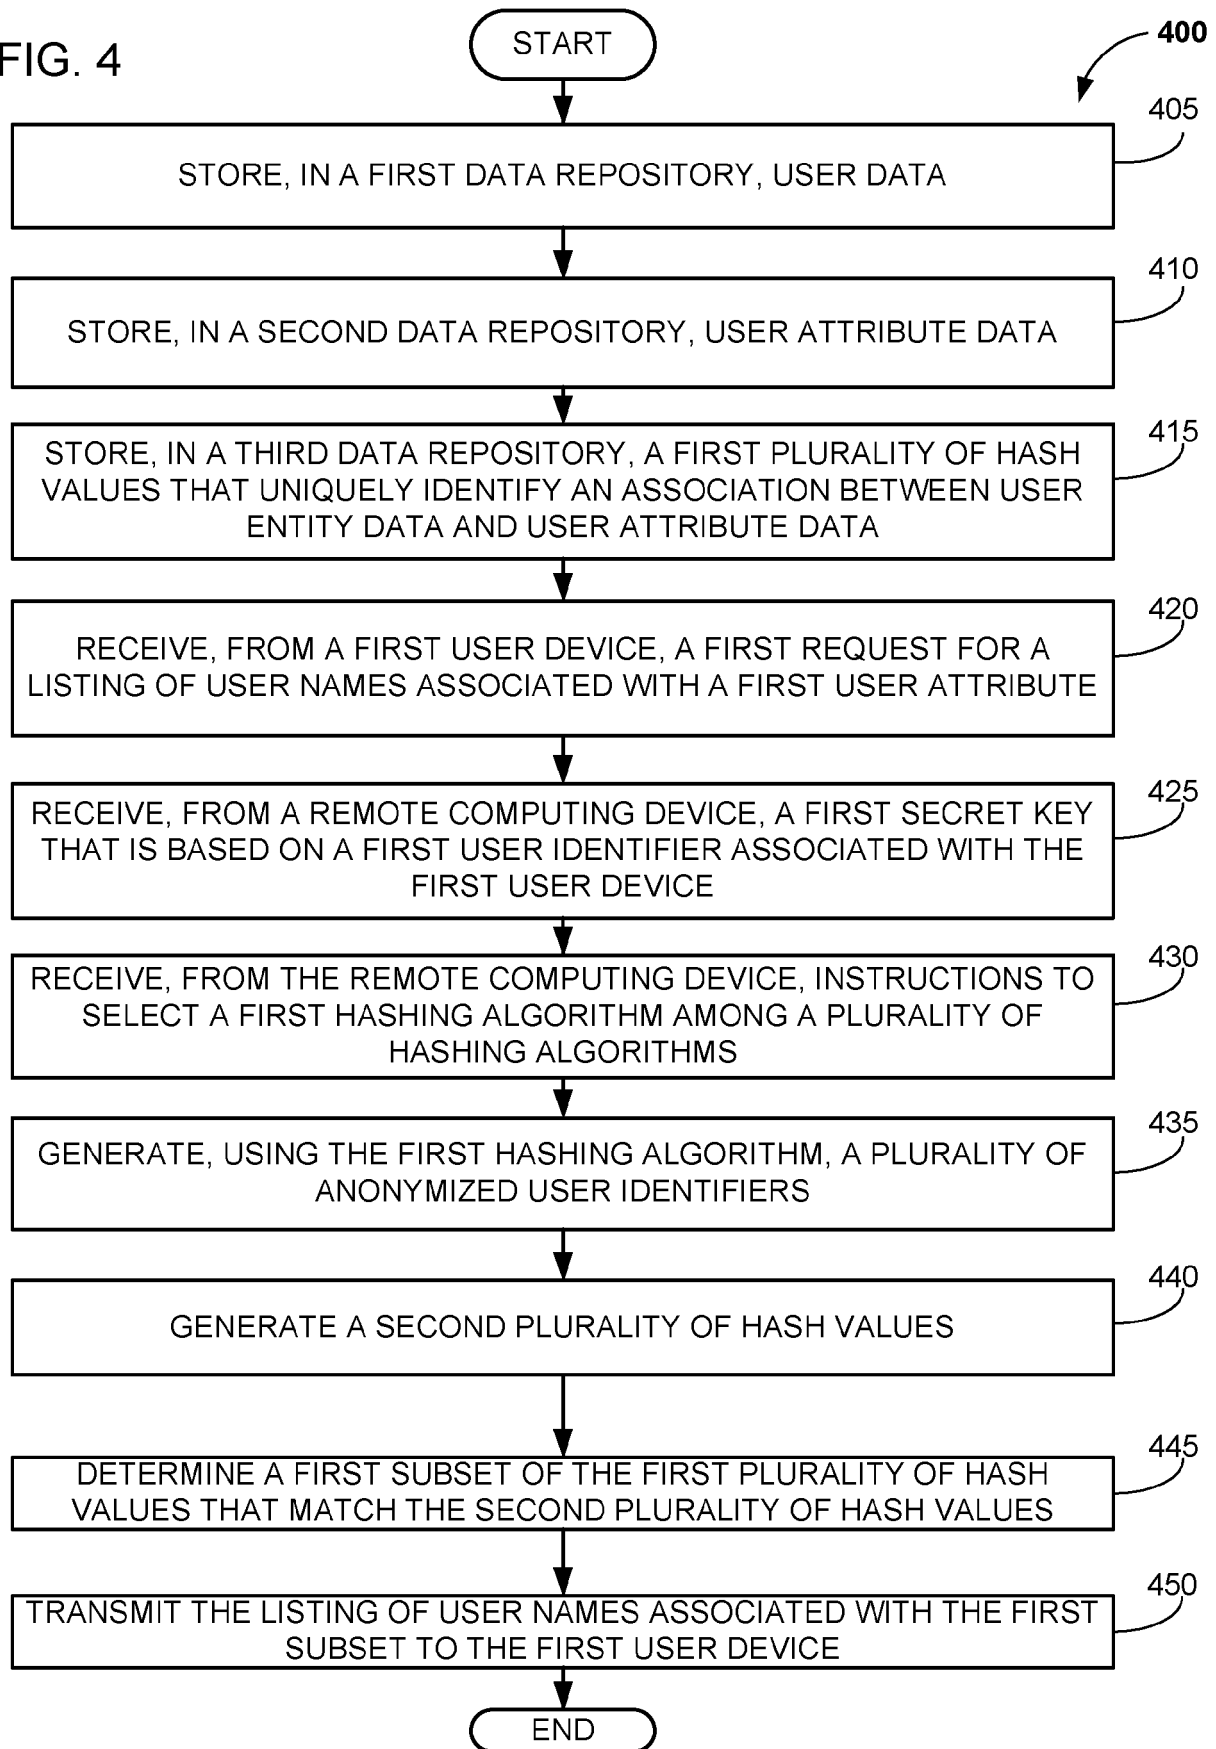 FIG. 4
START
400
405
STORE, IN A FIRST DATA REPOSITORY, USER DATA
410
STORE, IN A SECOND DATA REPOSITORY, USER ATTRIBUTE DATA
415
STORE, IN A THIRD DATA REPOSITORY, A FIRST PLURALITY OF HASH
VALUES THAT UNIQUELY IDENTIFY AN ASSOCIATION BETWEEN USER
ENTITY DATA AND USER ATTRIBUTE DATA
420
RECEIVE, FROM A FIRST USER DEVICE, A FIRST REQUEST FOR A
LISTING OF USER NAMES ASSOCIATED WITH A FIRST USER ATTRIBUTE
425
RECEIVE, FROM A REMOTE COMPUTING DEVICE, A FIRST SECRET KEY
THAT IS BASED ON A FIRST USER IDENTIFIER ASSOCIATED WITH THE
FIRST USER DEVICE
430
RECEIVE, FROM THE REMOTE COMPUTING DEVICE, INSTRUCTIONS TO
SELECT A FIRST HASHING ALGORITHM AMONG A PLURALITY OF
HASHING ALGORITHMS
435
GENERATE, USING THE FIRST HASHING ALGORITHM, A PLURALITY OF
ANONYMIZED USER IDENTIFIERS
440
GENERATE A SECOND PLURALITY OF HASH VALUES
445
DETERMINE A FIRST SUBSET OF THE FIRST PLURALITY OF HASH
VALUES THAT MATCH THE SECOND PLURALITY OF HASH VALUES
450
TRANSMIT THE LISTING OF USER NAMES ASSOCIATED WITH THE FIRST
SUBSET TO THE FIRST USER DEVICE
END